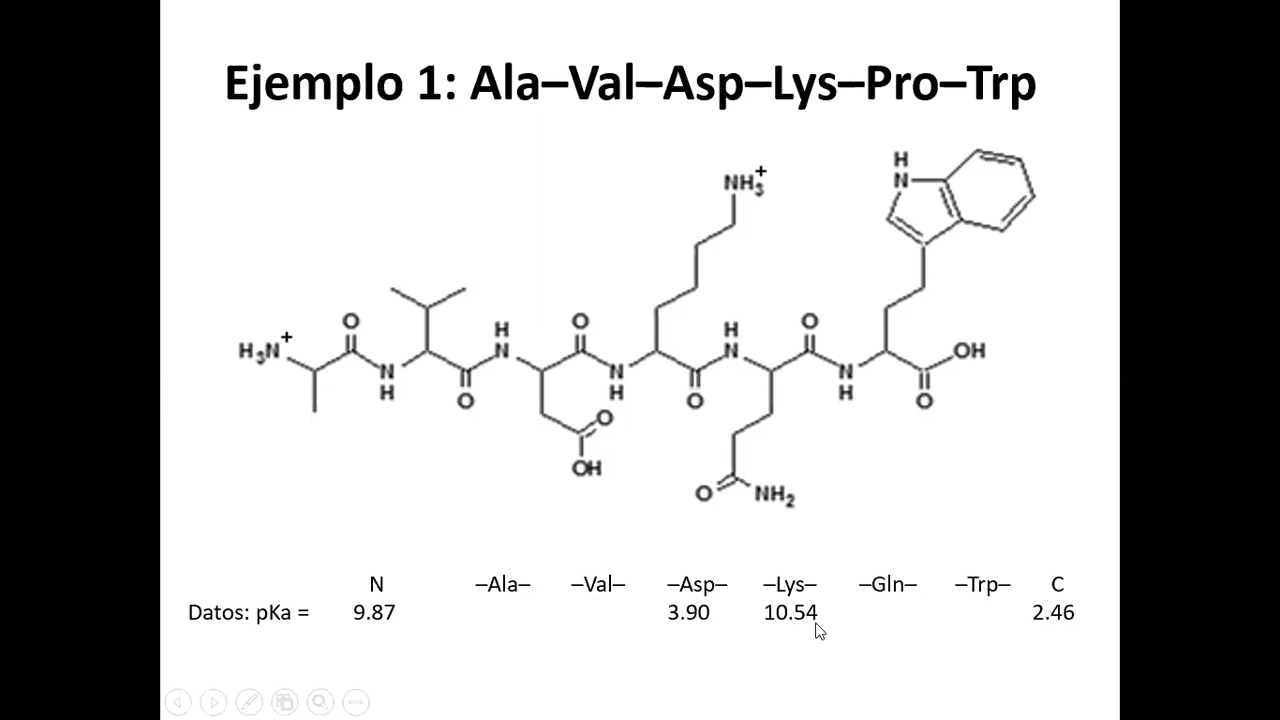 Ejemplo 1: Ala–Val–Asp–Lys–Pro–Trp
NH3+
H
N
O
H
N
O
H
N
O
H3N+
N
H
O
N
H
O
N
H
OH
O
O
OH
O
NH2
N –Ala– –Val– –Asp– –Lys– –Gln– –Trp– C
Datos: pKa = 9.87 3.90 10.54 2.46